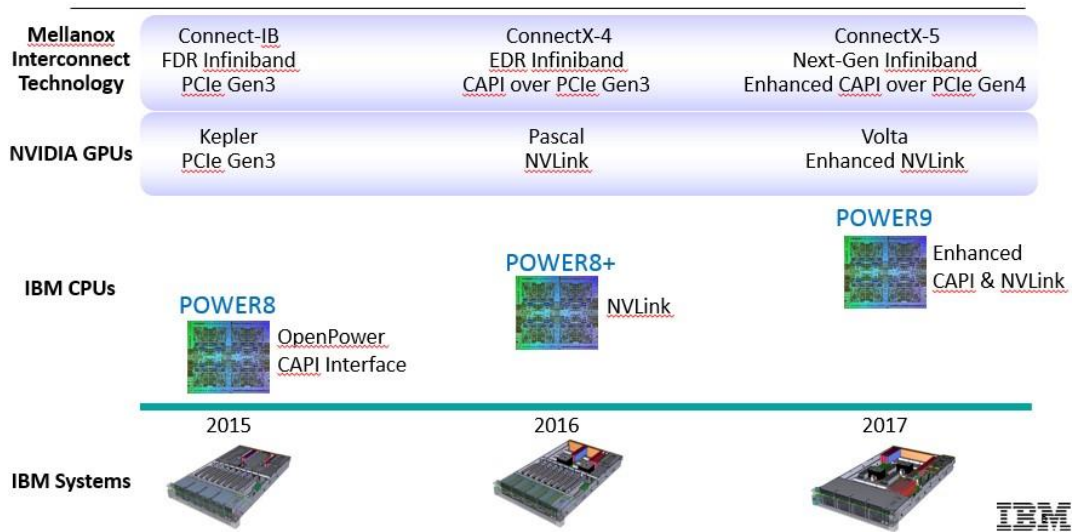 Mellanox
Interconnect
Technology
Connect-IB
FDR Infiniband
PCIe Gen3
ConnectX-4
EDR Infiniband
CAPI over PCIe Gen3
ConnectX-5
Next-Gen Infiniband
Enhanced CAPI over PCIe Gen4
NVIDIA GPUs
Kepler
PCIe Gen3
Pascal
NVLink
Volta
Enhanced NVLink
IBM CPUs
POWER8
OpenPower
CAPI Interface
POWER8+
NVLink
POWER9
Enhanced
CAPI & NVLink
2015
2016
2017
IBM Systems
IBM